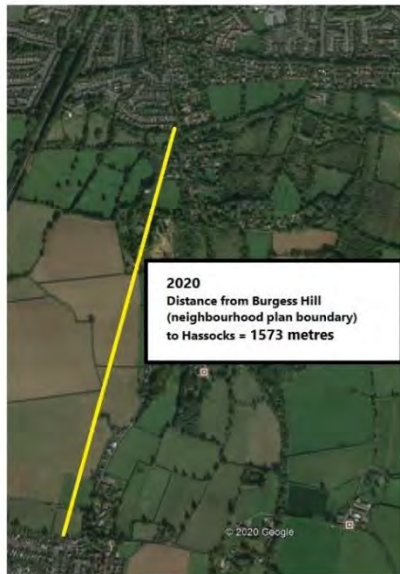 2020
Distance from Burgess Hill
(neighbourhood plan boundary)
to Hassocks = 1573 metres
© 2020 Google